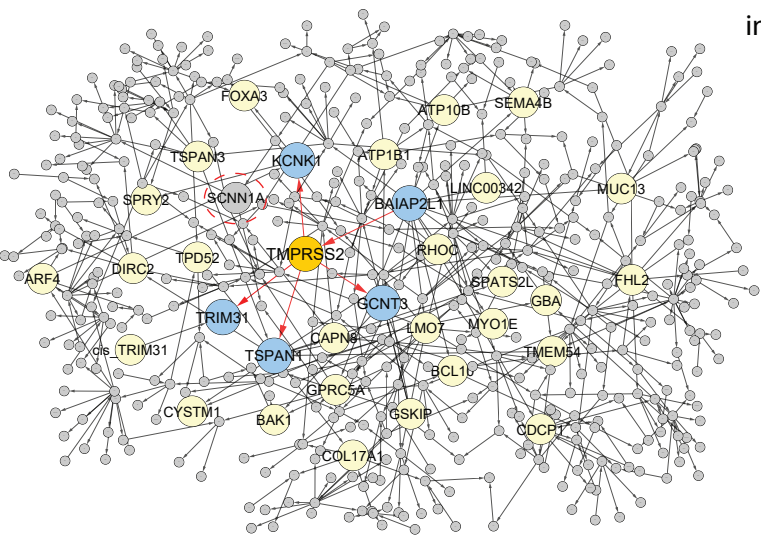 in
FOXA3
ATP10B
SEMA4B
TSPAN3
KCNK1
ATP1B1
SPRY2
SCNN1A
BAIAP2L1
LINC00342
MUC13
TMPRSS2
RHOC
ARF4
DIRC2
TPD52
SPATS2L
FHL2
GBA
TRIM31
GCNT3
LMO7
MYO1E
cis_TRIM31
TSPAN1
CAPN8
TMEM54
GPRC5A
BCL10
CYSTM1
BAK1
GSKIP
CDCP1
COL17A1